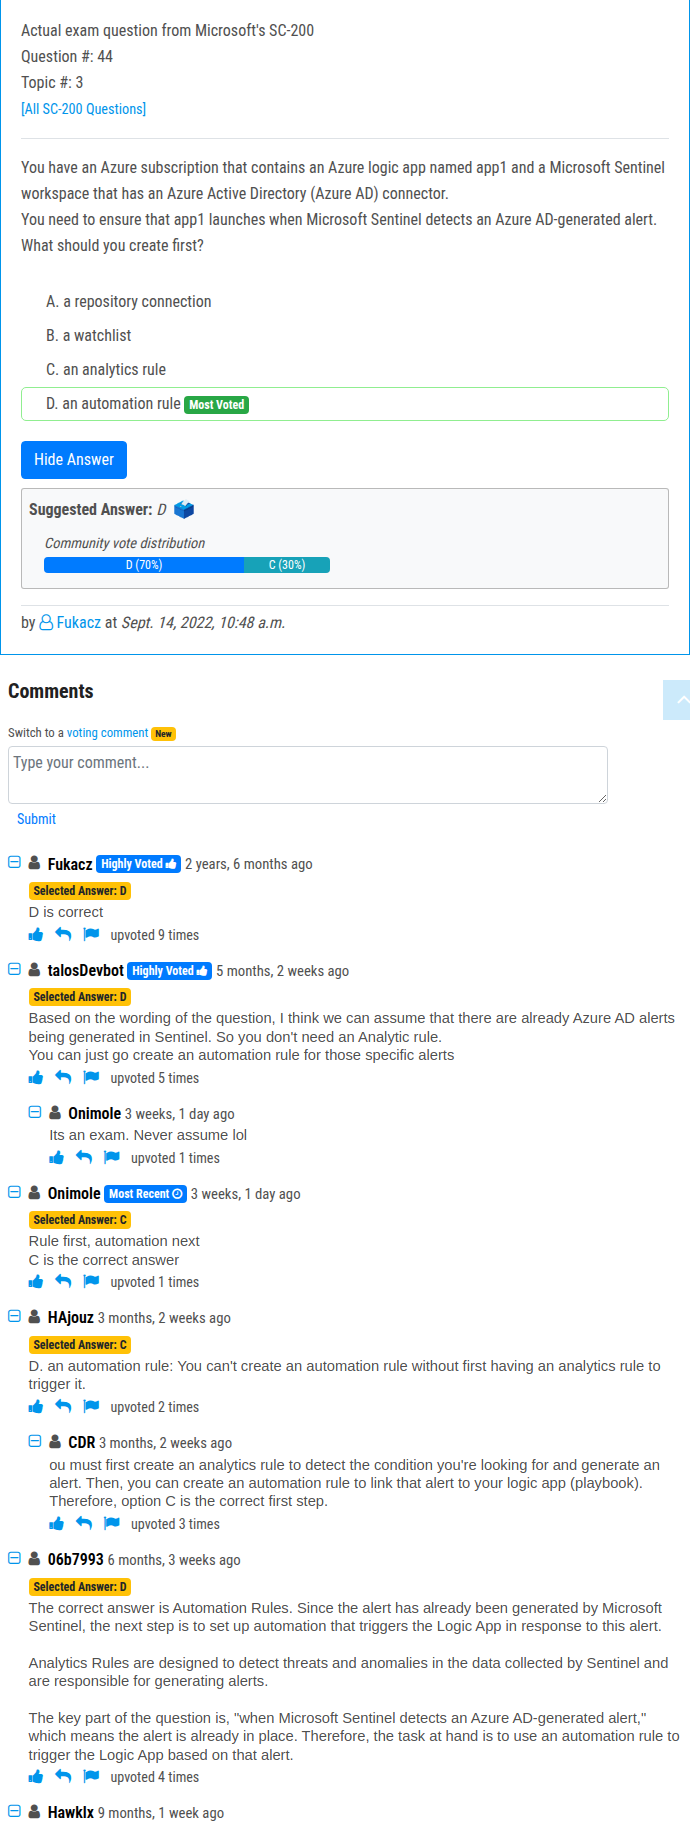 Actual exam question from Microsoft's SC-200
Question #: 44
Topic #: 3
[All SC-200 Questions]
You have an Azure subscription that contains an Azure logic app named app1 and a Microsoft Sentinel
workspace that has an Azure Active Directory (Azure AD) connector.
You need to ensure that app1 launches when Microsoft Sentinel detects an Azure AD-generated alert.
What should you create first?
A. a repository connection
B. a watchlist
C. an analytics rule
D. an automation rule Most Voted
Hide Answer
Suggested Answer: D
Community vote distribution
D (70%) C (30%)
by Fukacz at Sept. 14, 2022, 10:48 a.m.
Comments
Switch to a voting comment New
Type your comment...
Submit
Fukacz Highly Voted 2 years, 6 months ago
Selected Answer: D
D is correct
upvoted 9 times
talosDevbot Highly Voted 5 months, 2 weeks ago
Selected Answer: D
Based on the wording of the question, I think we can assume that there are already Azure AD alerts
being generated in Sentinel. So you don't need an Analytic rule.
You can just go create an automation rule for those specific alerts
upvoted 5 times
Onimole 3 weeks, 1 day ago
Its an exam. Never assume lol
upvoted 1 times
Onimole Most Recent 3 weeks, 1 day ago
Selected Answer: C
Rule first, automation next
C is the correct answer
upvoted 1 times
HAjouz 3 months, 2 weeks ago
Selected Answer: C
D. an automation rule: You can't create an automation rule without first having an analytics rule to
trigger it.
upvoted 2 times
CDR 3 months, 2 weeks ago
ou must first create an analytics rule to detect the condition you're looking for and generate an
alert. Then, you can create an automation rule to link that alert to your logic app (playbook).
Therefore, option C is the correct first step.
upvoted 3 times
06b7993 6 months, 3 weeks ago
Selected Answer: D
The correct answer is Automation Rules. Since the alert has already been generated by Microsoft
Sentinel, the next step is to set up automation that triggers the Logic App in response to this alert.
Analytics Rules are designed to detect threats and anomalies in the data collected by Sentinel and
are responsible for generating alerts.
The key part of the question is, "when Microsoft Sentinel detects an Azure AD-generated alert,"
which means the alert is already in place. Therefore, the task at hand is to use an automation rule to
trigger the Logic App based on that alert.
upvoted 4 times
Hawklx 9 months, 1 week ago